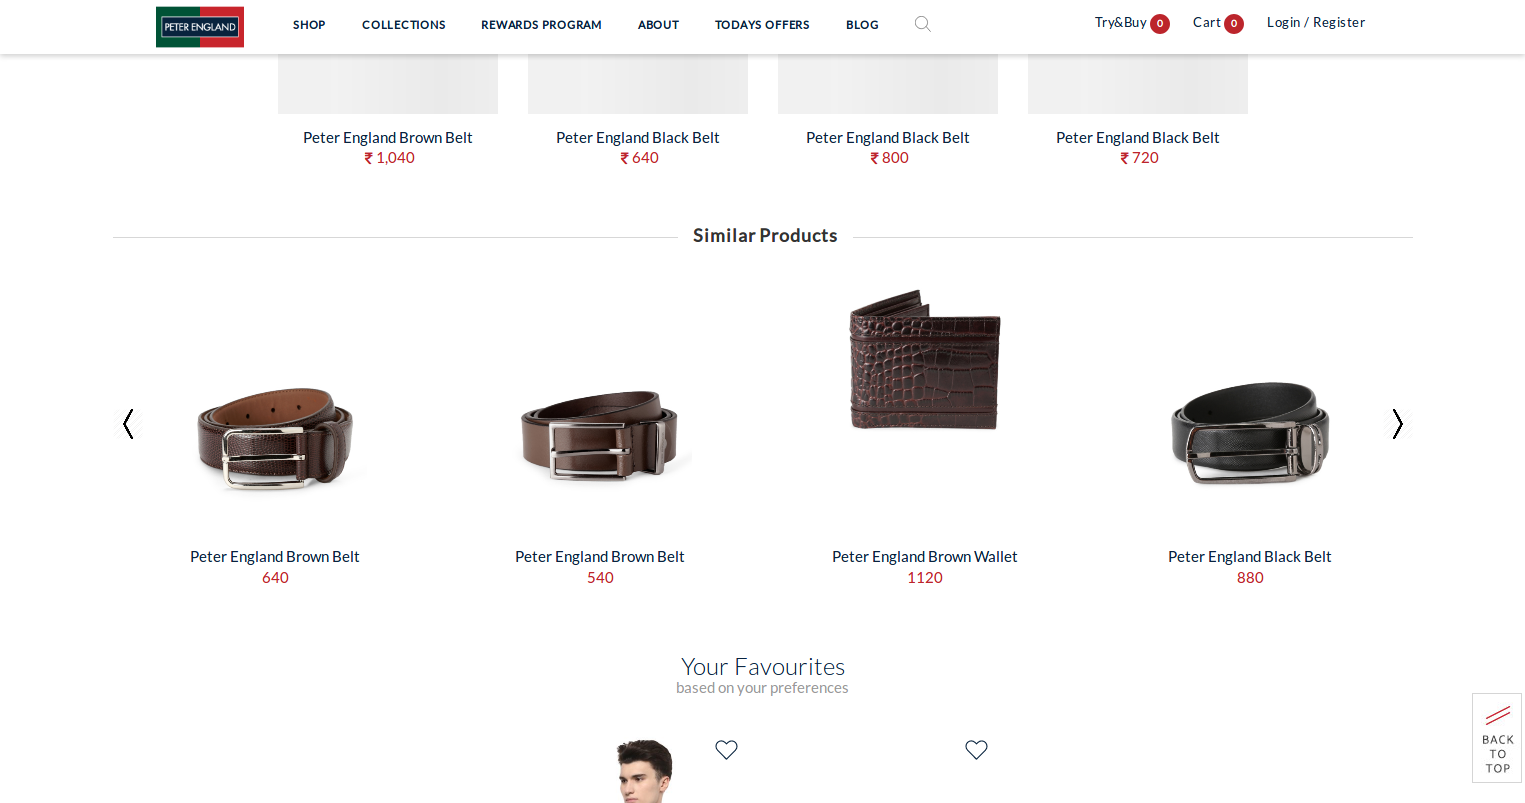 PETER ENGLAND
SHOP COLLECTIONS REWARDS PROGRAM ABOUT TODAYS OFFERS BLOG
Try&Buy 0 Cart 0 Login / Register
Peter England Brown Belt
₹ 1,040
Peter England Black Belt
₹ 640
Peter England Black Belt
₹ 800
Peter England Black Belt
₹ 720
Similar Products
Peter England Brown Belt
640
Peter England Brown Belt
540
Peter England Brown Wallet
1120
Peter England Black Belt
880
Your Favourites
based on your preferences
BACK
TO
TOP